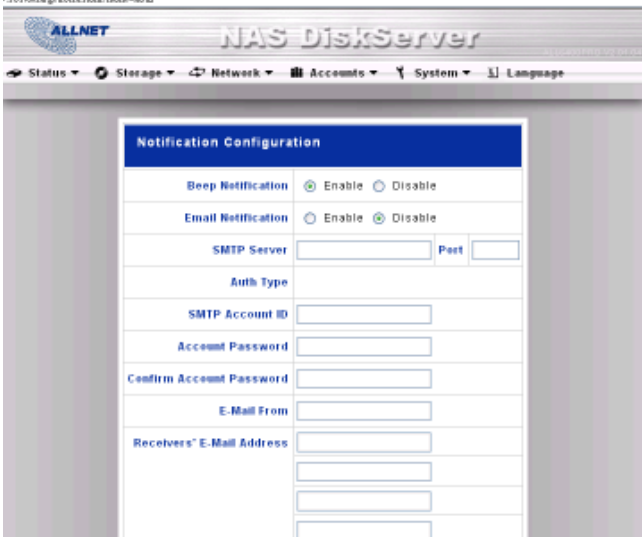 ALLNET
NAS DiskServer
Status Storage Network Accounts System Language
Notification Configuration
Beep Notification Enable Disable
Email Notification Enable Disable
SMTP Server Port
Auth Type
SMTP Account ID
Account Password
Confirm Account Password
E-Mail From
Receivers' E-Mail Address